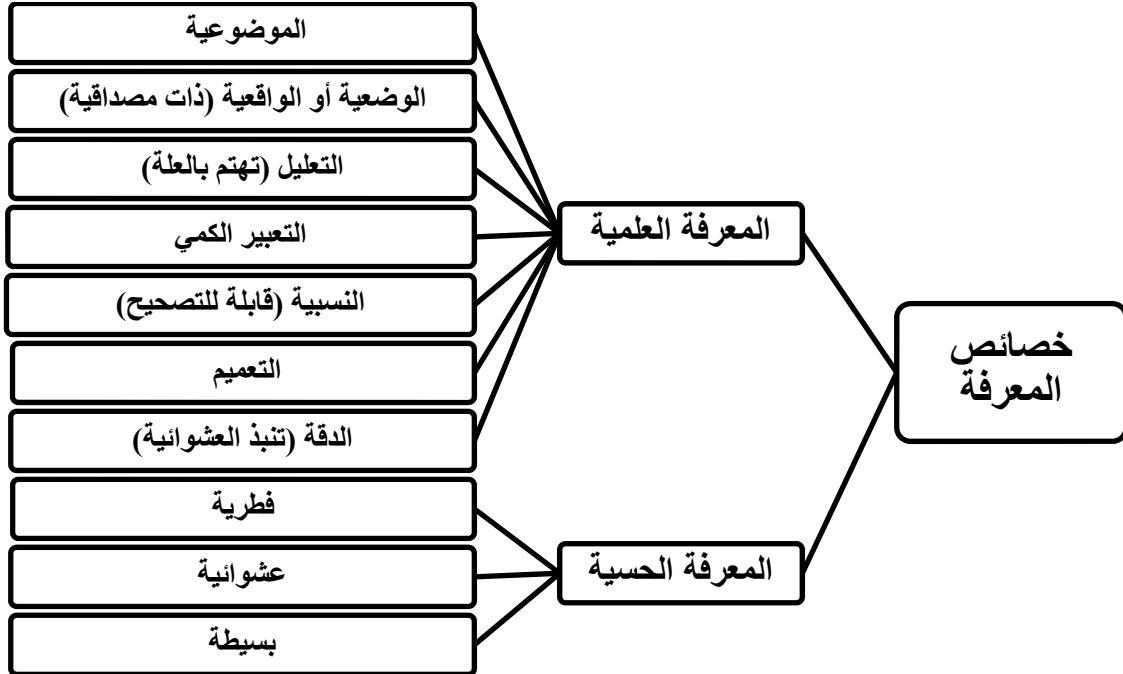 خصائص
المعرفة
المعرفة العلمية
الموضوعية
الوضعية أو الواقعية (ذات مصداقية)
التعليل (تهتم بالعلة)
التعبير الكمي
النسبية (قابلة للتصحيح)
التعميم
الدقة (تنبذ العشوائية)
المعرفة الحسية
فطرية
عشوائية
بسيطة